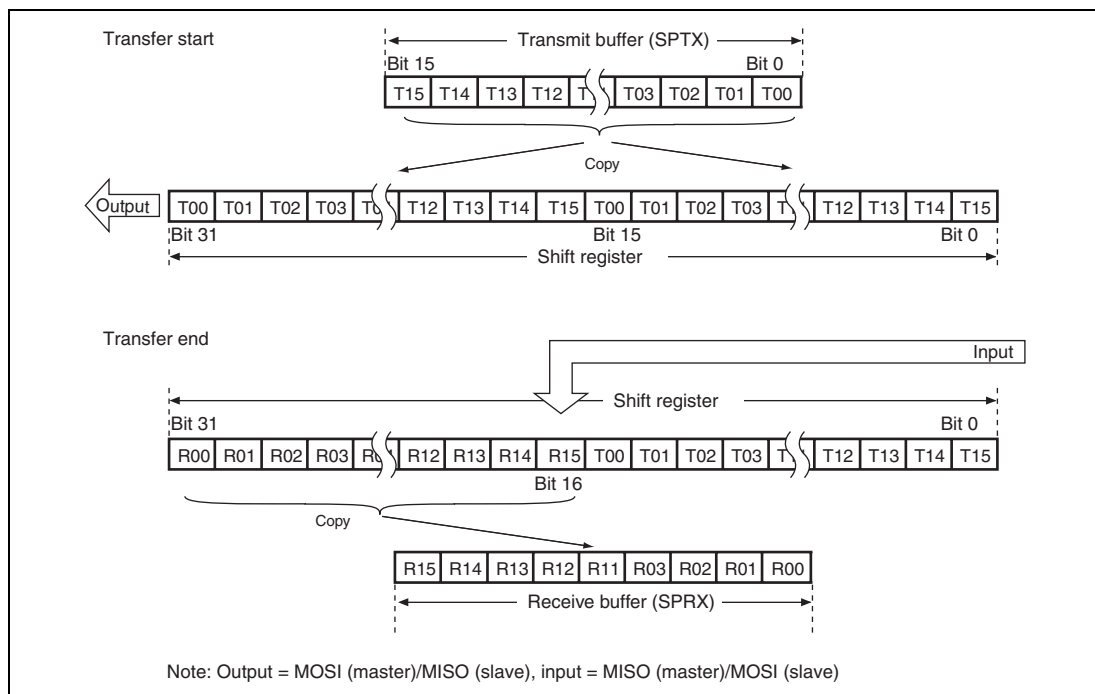 Transfer start
Transmit buffer (SPTX)
Bit 15 Bit 0
T15 T14 T13 T12 T03 T02 T01 T00
Copy
Output T00 T01 T02 T03 T12 T13 T14 T15 T00 T01 T02 T03 T12 T13 T14 T15
Bit 31 Bit 15 Bit 0
Shift register
Transfer end
Input
Shift register
Bit 31 Bit 0
R00 R01 R02 R03 R12 R13 R14 R15 T00 T01 T02 T03 T12 T13 T14 T15
Bit 16
Copy
R15 R14 R13 R12 R11 R03 R02 R01 R00
Receive buffer (SPRX)
Note: Output = MOSI (master)/MISO (slave), input = MISO (master)/MOSI (slave)